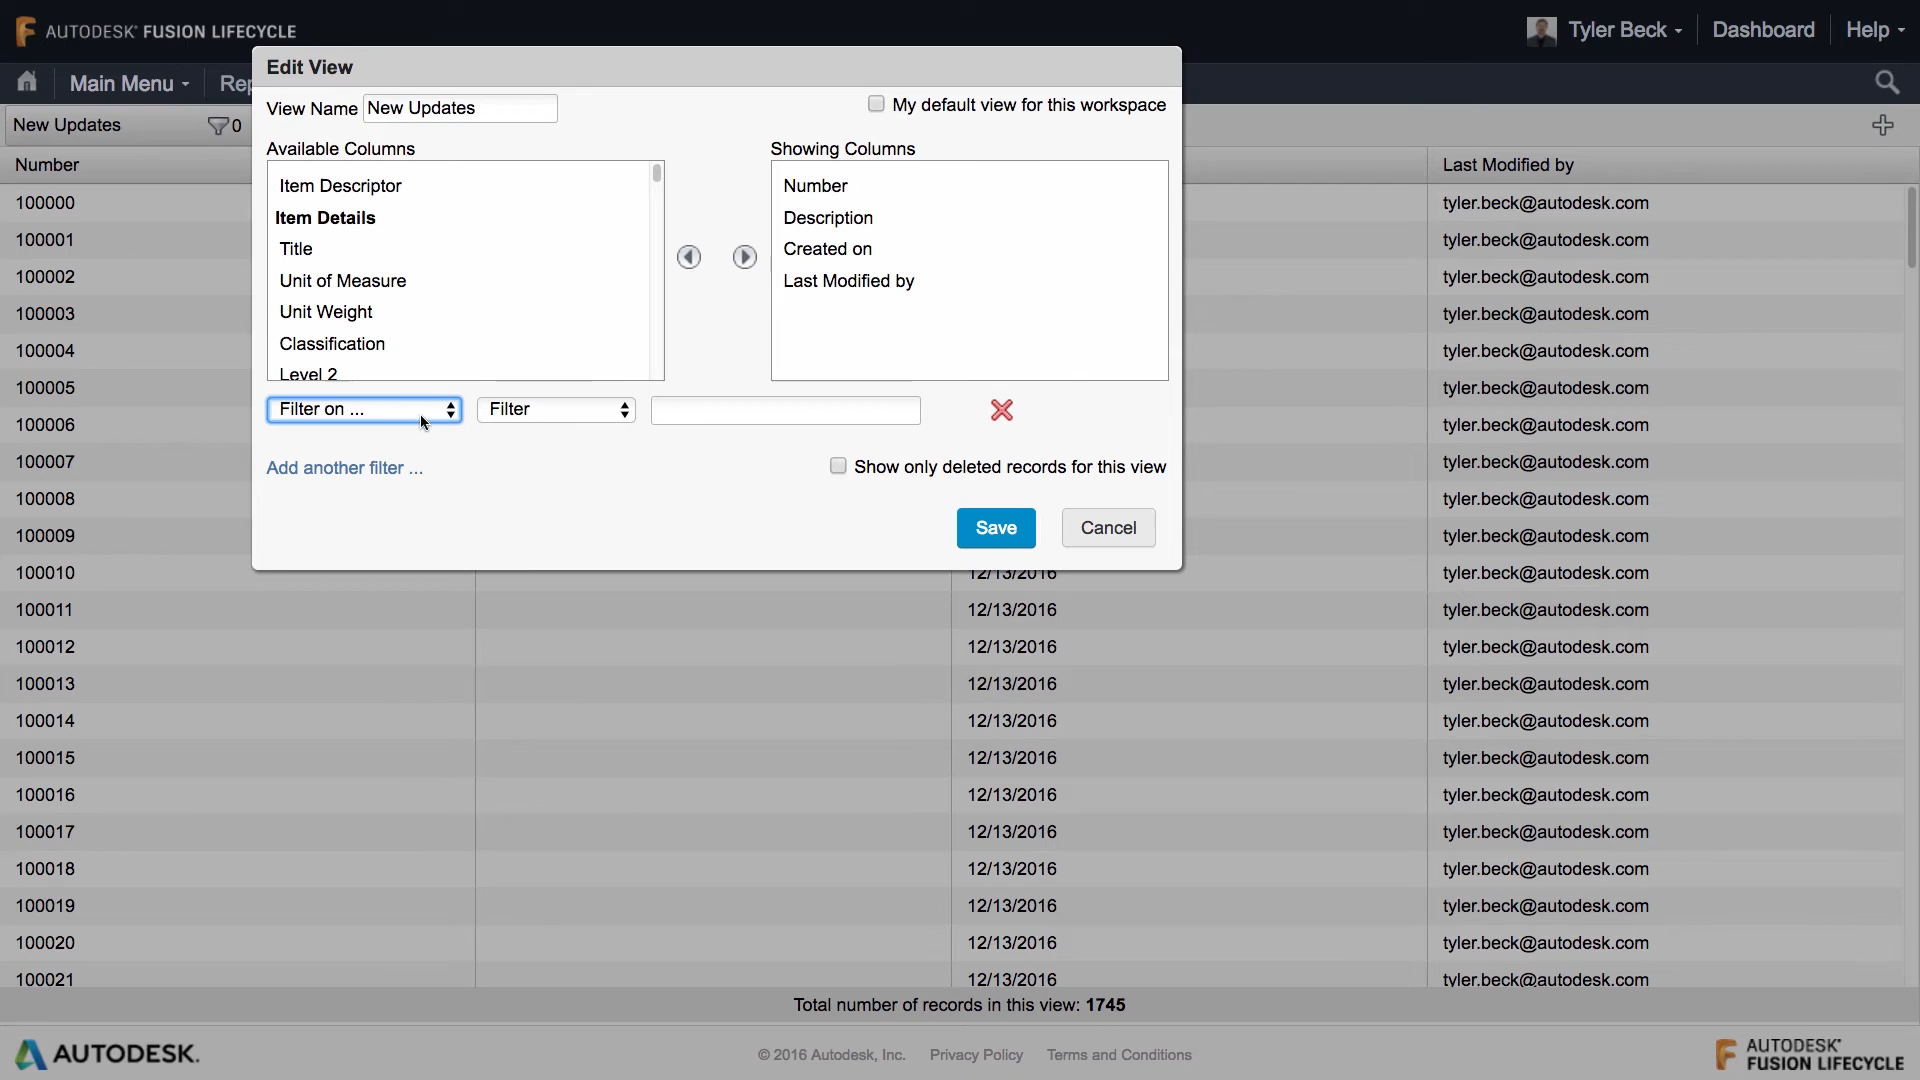 AUTODESK® FUSION LIFECYCLE
Tyler Beck
Dashboard
Help
Main Menu
Rep
Edit View
View Name
New Updates
My default view for this workspace
New Updates
0
Available Columns
Showing Columns
Number
Last Modified by
Item Descriptor
Item Details
Title
Unit of Measure
Unit Weight
Classification
Level 2
Number
Description
Created on
Last Modified by
Filter on ...
Filter
Add another filter ...
Show only deleted records for this view
Save
Cancel
100000 tyler.beck@autodesk.com
100001 tyler.beck@autodesk.com
100002 tyler.beck@autodesk.com
100003 tyler.beck@autodesk.com
100004 tyler.beck@autodesk.com
100005 tyler.beck@autodesk.com
100006 tyler.beck@autodesk.com
100007 tyler.beck@autodesk.com
100008 tyler.beck@autodesk.com
100009 tyler.beck@autodesk.com
100010 12/13/2016 tyler.beck@autodesk.com
100011 12/13/2016 tyler.beck@autodesk.com
100012 12/13/2016 tyler.beck@autodesk.com
100013 12/13/2016 tyler.beck@autodesk.com
100014 12/13/2016 tyler.beck@autodesk.com
100015 12/13/2016 tyler.beck@autodesk.com
100016 12/13/2016 tyler.beck@autodesk.com
100017 12/13/2016 tyler.beck@autodesk.com
100018 12/13/2016 tyler.beck@autodesk.com
100019 12/13/2016 tyler.beck@autodesk.com
100020 12/13/2016 tyler.beck@autodesk.com
100021 12/13/2016 tyler.beck@autodesk.com
Total number of records in this view: 1745
AUTODESK.
© 2016 Autodesk, Inc.
Privacy Policy
Terms and Conditions
AUTODESK®
FUSION LIFECYCLE